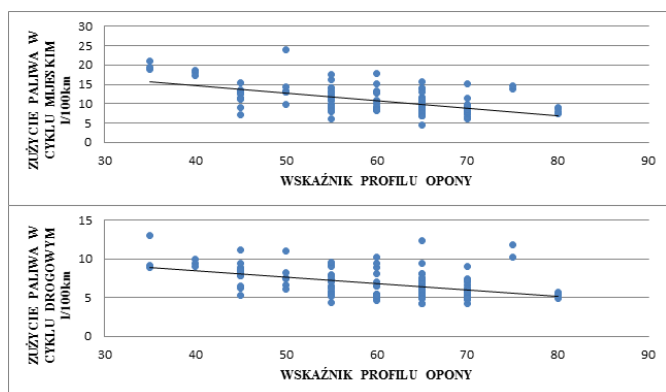 ZUŻYCIE PALIWA W
CYKLU MIJESKIM
l/100km
30
25
20
15
10
5
0
30 40 50 60 70 80 90
WSKAŹNIK PROFILU OPONY
ZUŻYCIE PALIWA W
CYKLU DROGOWYM
l/100km
15
10
5
0
30 40 50 60 70 80 90
WSKAŹNIK PROFILU OPONY